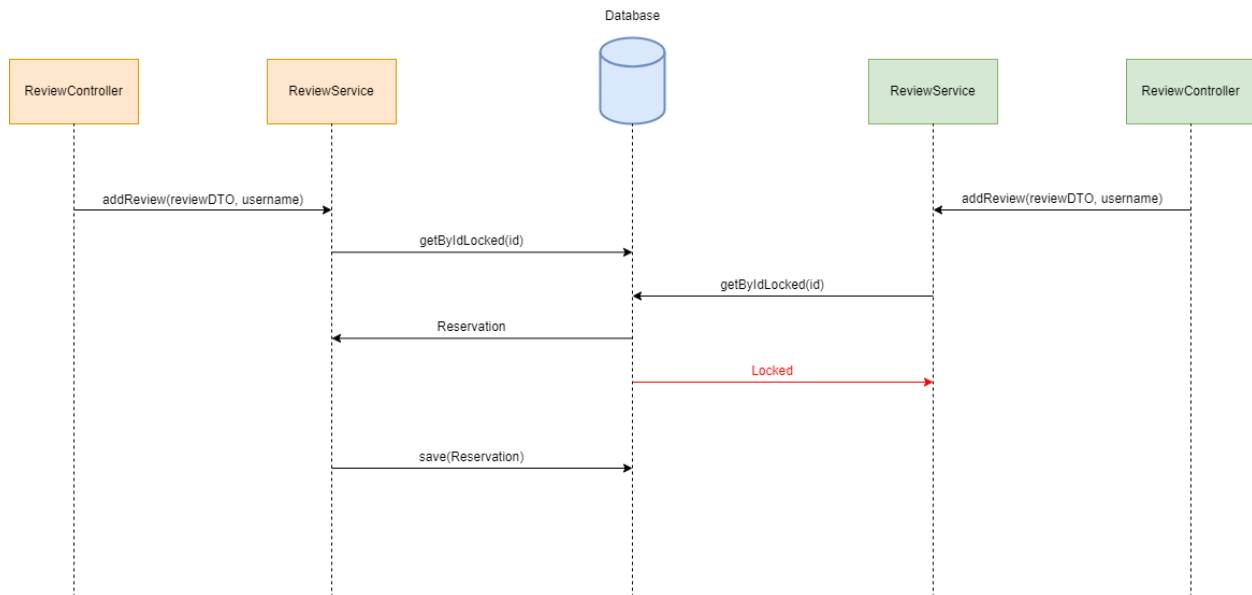 Database
ReviewController
ReviewService
ReviewService
ReviewController
addReview(reviewDTO, username)
addReview(reviewDTO, username)
getByIdLocked(id)
getByIdLocked(id)
Reservation
Locked
save(Reservation)